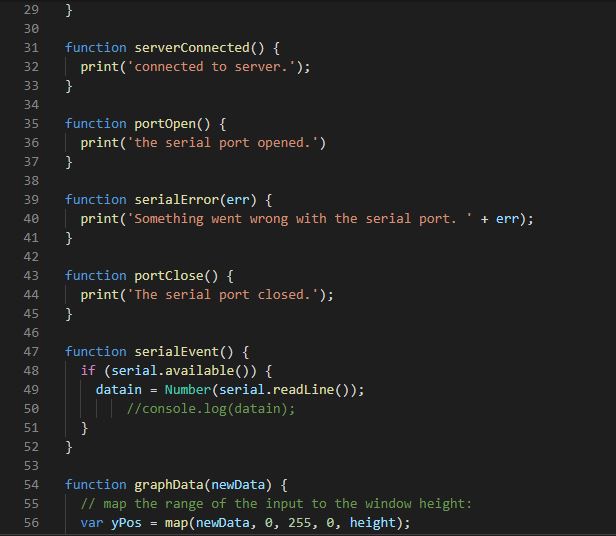 29 }
30
31 function serverConnected() {
32 print('connected to server.');
33 }
34
35 function portOpen() {
36 print('the serial port opened.')
37 }
38
39 function serialError(err) {
40 print('Something went wrong with the serial port. ' + err);
41 }
42
43 function portClose() {
44 print('The serial port closed.');
45 }
46
47 function serialEvent() {
48 if (serial.available()) {
49 datain = Number(serial.readLine());
50 //console.log(datain);
51 }
52 }
53
54 function graphData(newData) {
55 // map the range of the input to the window height:
56 var yPos = map(newData, 0, 255, 0, height);